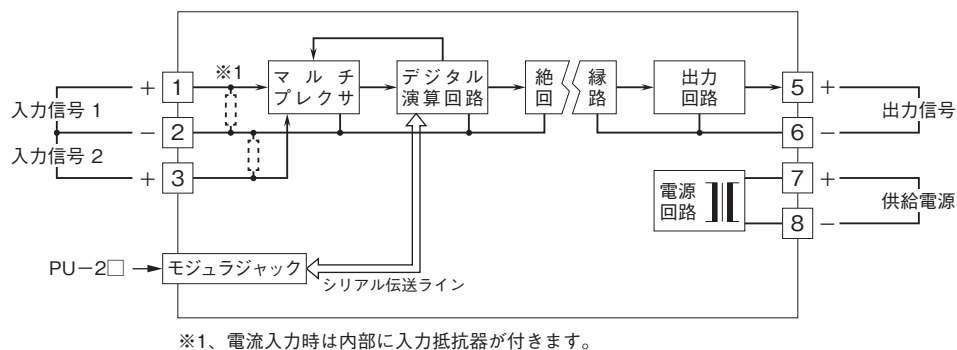 ※1
マルチ
プレクサ
デジタル
演算回路
絶縁
回路
出力
回路
入力信号 1
入力信号 2
+ 1
− 2
+ 3
5 +
6 −
出力信号
7 +
8 −
供給電源
電源
回路
PU−2□
モジュラジャック
シリアル伝送ライン
※1、電流入力時は内部に入力抵抗器が付きます。